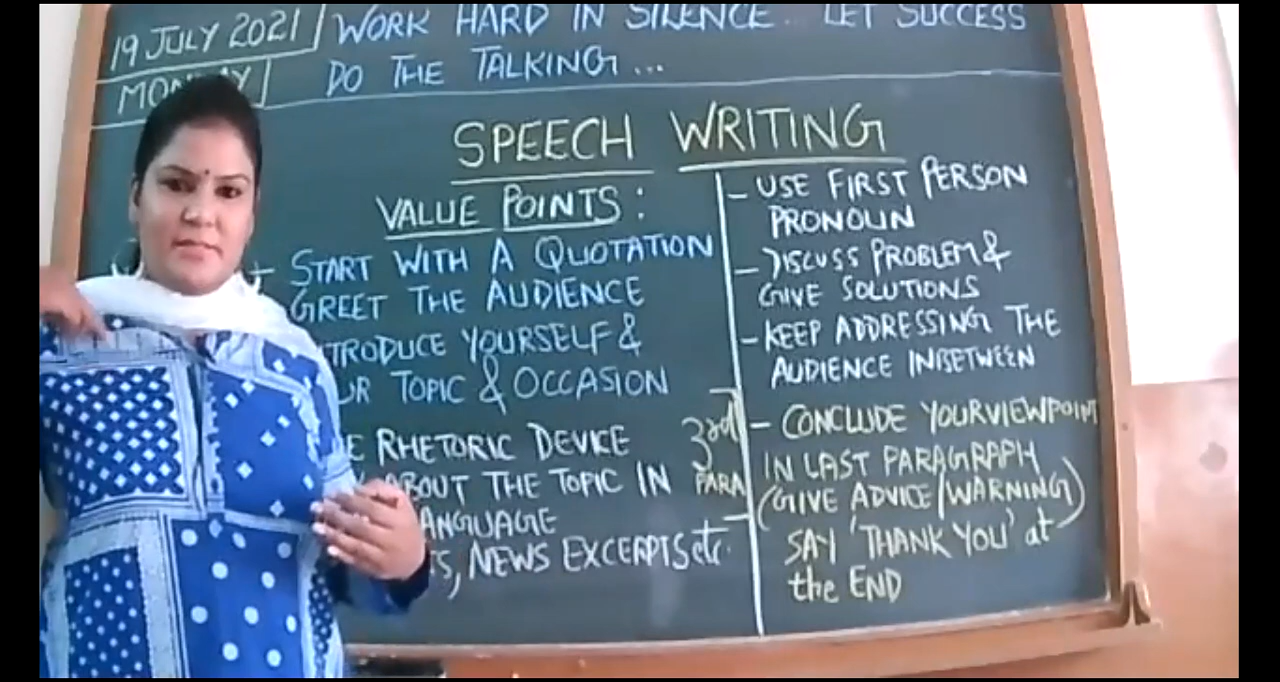 19 JULY 2021 WORK HARD IN SILENCE. LET SUCCESS
MONDAY DO THE TALKING...
SPEECH WRITING
VALUE POINTS:
START WITH A QUOTATION
GREET THE AUDIENCE
YOURSELF &
TOPIC & OCCASION
RHETORIC DEVICE
ABOUT THE TOPIC IN
NEWS EXCERPTS etc.
3rd
PARA
- USE FIRST PERSON
PRONOUN
- DISCUSS PROBLEM &
GIVE SOLUTIONS
- KEEP ADDRESSING THE
AUDIENCE INBETWEEN
- CONCLUDE YOUR VIEWPOINT
IN LAST PARAGRAPH
(GIVE ADVICE/WARNING)
SAY 'THANK YOU' at
the END